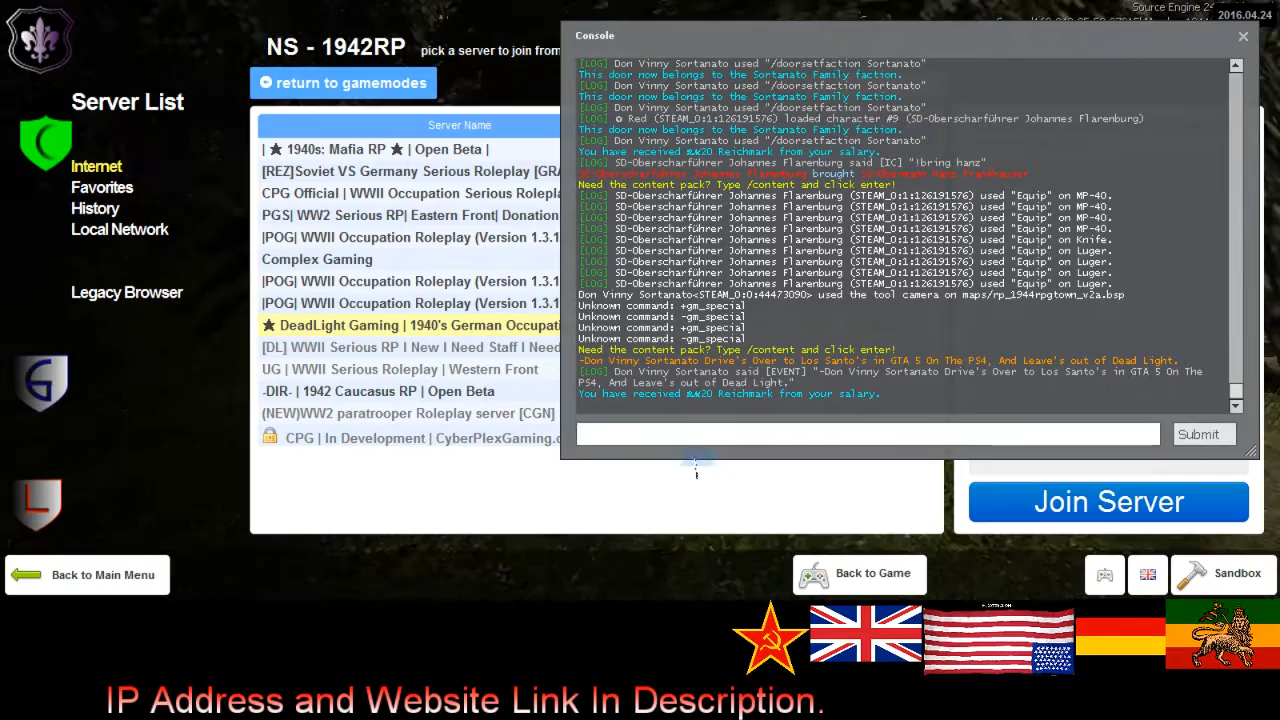 Source Engine 24
2016.04.24
NS - 1942RP pick a server to join from
return to gamemodes
Server List
Internet
Favorites
History
Local Network
Legacy Browser
Server Name
| ★ 1940s: Mafia RP ★ | Open Beta |
[REZ]Soviet VS Germany Serious Roleplay [GRA
CPG Official | WWII Occupation Serious Roleplay
PGS| WW2 Serious RP| Eastern Front| Donation
|POG| WWII Occupation Roleplay (Version 1.3.1
Complex Gaming
|POG| WWII Occupation Roleplay (Version 1.3.1
|POG| WWII Occupation Roleplay (Version 1.3.1
★ DeadLight Gaming | 1940's German Occupati
[DL] WWII Serious RP I New I Need Staff I Need
UG | WWII Serious Roleplay | Western Front
-DIR- | 1942 Caucasus RP | Open Beta
(NEW)WW2 paratrooper Roleplay server [CGN]
CPG | In Development | CyberPlexGaming.c
Console
[LOG] Don Vinny Sortanato used "/doorsetfaction Sortanato"
This door now belongs to the Sortanato Family faction.
[LOG] Don Vinny Sortanato used "/doorsetfaction Sortanato"
This door now belongs to the Sortanato Family faction.
[LOG] Don Vinny Sortanato used "/doorsetfaction Sortanato"
[LOG] ✿ Red (STEAM_0:1:126191576) loaded character #9 (SD-Oberscharführer Johannes Flarenburg)
This door now belongs to the Sortanato Family faction.
[LOG] Don Vinny Sortanato used "/doorsetfaction Sortanato"
You have received 20 Reichmark from your salary.
[LOG] SD-Oberscharführer Johannes Flarenburg said [IC] "!bring hanz"
SD-Oberscharführer Johannes Flarenburg brought SS-Obermann Hanz Frankhauser
Need the content pack? Type /content and click enter!
[LOG] SD-Oberscharführer Johannes Flarenburg (STEAM_0:1:126191576) used "Equip" on MP-40.
[LOG] SD-Oberscharführer Johannes Flarenburg (STEAM_0:1:126191576) used "Equip" on MP-40.
[LOG] SD-Oberscharführer Johannes Flarenburg (STEAM_0:1:126191576) used "Equip" on MP-40.
[LOG] SD-Oberscharführer Johannes Flarenburg (STEAM_0:1:126191576) used "Equip" on MP-40.
[LOG] SD-Oberscharführer Johannes Flarenburg (STEAM_0:1:126191576) used "Equip" on Knife.
[LOG] SD-Oberscharführer Johannes Flarenburg (STEAM_0:1:126191576) used "Equip" on Luger.
[LOG] SD-Oberscharführer Johannes Flarenburg (STEAM_0:1:126191576) used "Equip" on Luger.
[LOG] SD-Oberscharführer Johannes Flarenburg (STEAM_0:1:126191576) used "Equip" on Luger.
Don Vinny Sortanato<STEAM_0:0:44473090> used the tool camera on maps/rp_1944rpgtown_v2a.bsp
Unknown command: +gm_special
Unknown command: -gm_special
Unknown command: +gm_special
Unknown command: -gm_special
Need the content pack? Type /content and click enter!
-Don Vinny Sortanato Drive's Over to Los Santo's in GTA 5 On The PS4, And Leave's out of Dead Light.
[LOG] Don Vinny Sortanato said [EVENT] "-Don Vinny Sortanato Drive's Over to Los Santo's in GTA 5 On The
PS4, And Leave's out of Dead Light."
You have received 20 Reichmark from your salary.
Submit
Join Server
Back to Main Menu
Back to Game
Sandbox
G
L
IP Address and Website Link In Description.